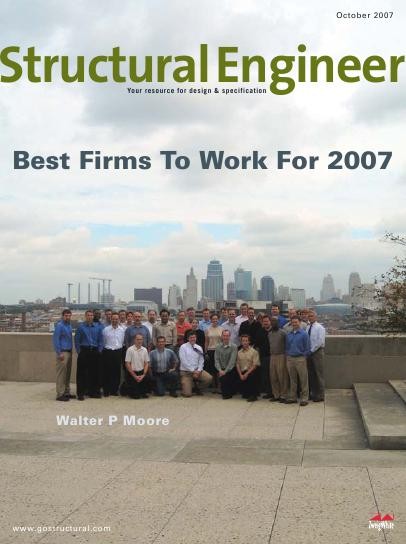 October 2007
Structural Engineer
Your resource for design & specification
Best Firms To Work For 2007
Walter P Moore
www.gostructural.com
ZweigWhite